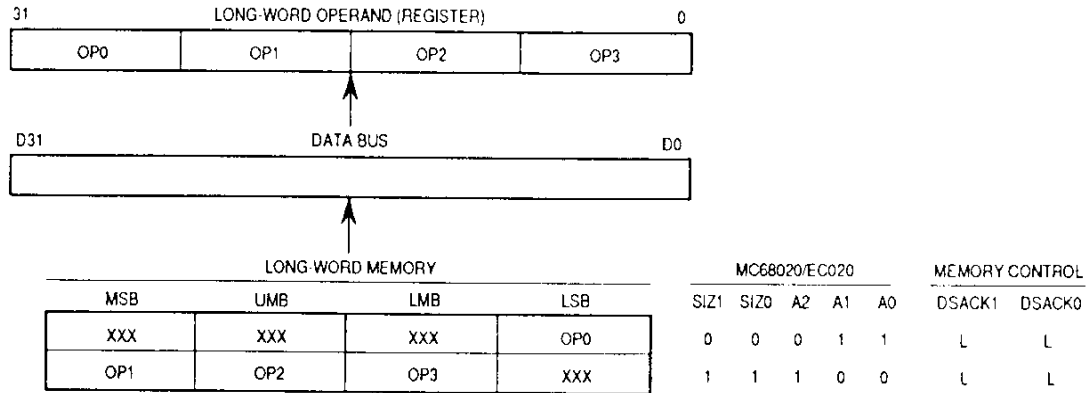 31 LONG-WORD OPERAND (REGISTER) 0
OP0 OP1 OP2 OP3
D31 DATA BUS D0
LONG-WORD MEMORY MC68020/EC020 MEMORY CONTROL
MSB UMB LMB LSB SIZ1 SIZ0 A2 A1 A0 DSACK1 DSACK0
XXX XXX XXX OP0 0 0 0 1 1 L L
OP1 OP2 OP3 XXX 1 1 1 0 0 L L